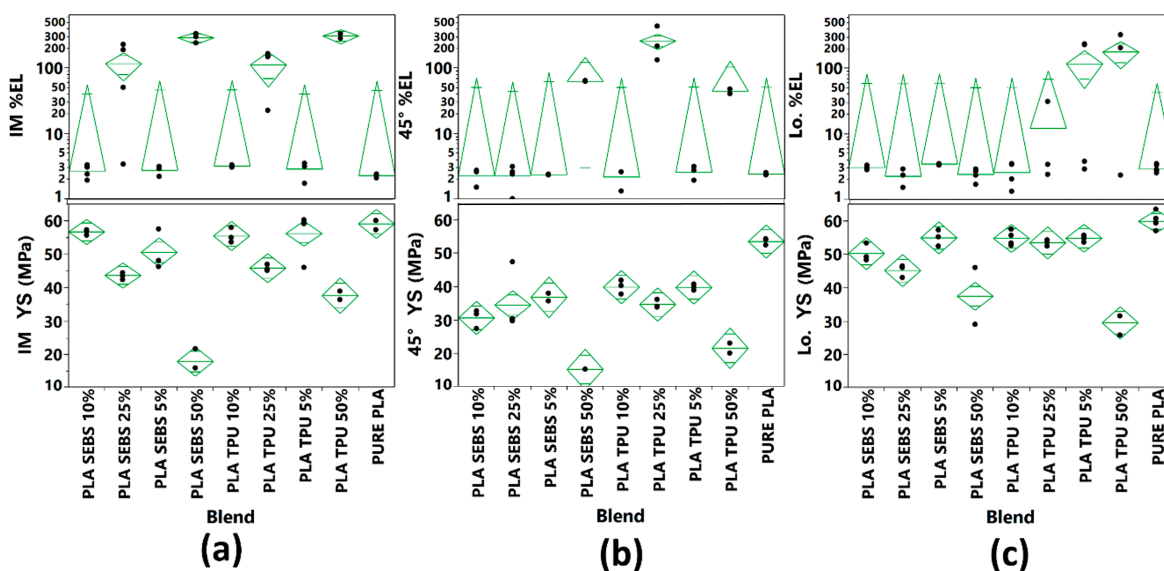 IM %EL
500
300
200
100
50
30
20
10
5
3
2
1
IM YS (MPa)
60
50
40
30
20
10
PLA SEBS 10%
PLA SEBS 25%
PLA SEBS 5%
PLA SEBS 50%
PLA TPU 10%
PLA TPU 25%
PLA TPU 5%
PLA TPU 50%
PURE PLA
Blend
(a)
45° %EL
500
300
200
100
50
30
20
10
5
3
2
1
45° YS (MPa)
60
50
40
30
20
10
PLA SEBS 10%
PLA SEBS 25%
PLA SEBS 5%
PLA SEBS 50%
PLA TPU 10%
PLA TPU 25%
PLA TPU 5%
PLA TPU 50%
PURE PLA
Blend
(b)
Lo. %EL
500
300
200
100
50
30
20
10
5
3
2
1
Lo. YS (MPa)
60
50
40
30
20
10
PLA SEBS 10%
PLA SEBS 25%
PLA SEBS 5%
PLA SEBS 50%
PLA TPU 10%
PLA TPU 25%
PLA TPU 5%
PLA TPU 50%
PURE PLA
Blend
(c)